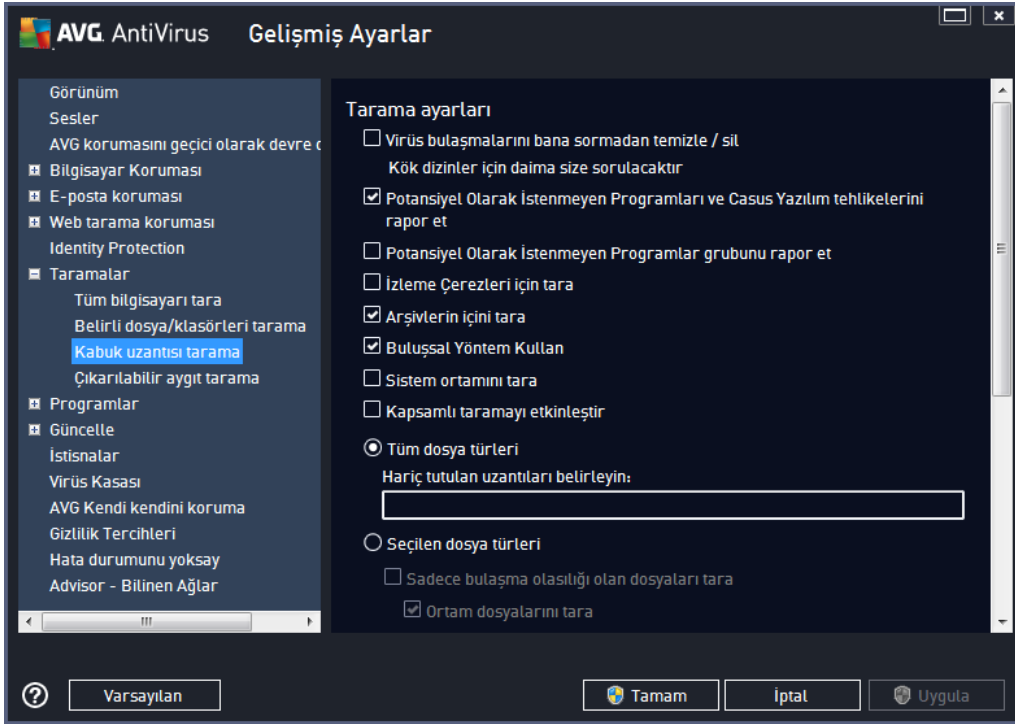 AVG AntiVirus Gelişmiş Ayarlar
Görünüm
Sesler
AVG korumasını geçici olarak devre
Bilgisayar Koruması
E-posta koruması
Web tarama koruması
Identity Protection
Taramalar
Tüm bilgisayarı tara
Belirli dosya/klasörleri tarama
Kabuk uzantısı tarama
Çıkarılabilir aygıt tarama
Programlar
Güncelle
İstisnalar
Virüs Kasası
AVG Kendi kendini koruma
Gizlilik Tercihleri
Hata durumunu yoksay
Advisor - Bilinen Ağlar
Tarama ayarları
Virüs bulaşmalarını bana sormadan temizle / sil
Kök dizinler için daima size sorulacaktır
Potansiyel Olarak İstenmeyen Programları ve Casus Yazılım tehlikelerini
rapor et
Potansiyel Olarak İstenmeyen Programlar grubunu rapor et
İzleme Çerezleri için tara
Arşivlerin içini tara
Buluşsal Yöntem Kullan
Sistem ortamını tara
Kapsamlı taramayı etkinleştir
Tüm dosya türleri
Hariç tutulan uzantıları belirleyin:
Seçilen dosya türleri
Sadece bulaşma olasılığı olan dosyaları tara
Ortam dosyalarını tara
Varsayılan
Tamam
İptal
Uygula